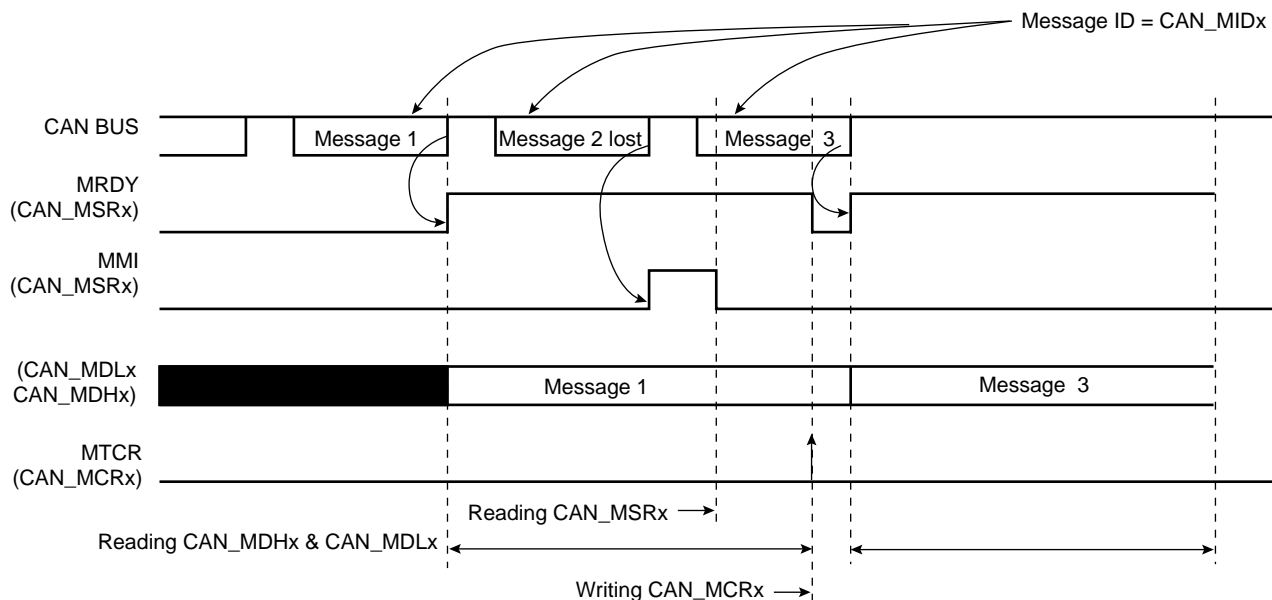 Message ID = CAN_MIDx
CAN BUS
Message 1
Message 2 lost
Message 3
MRDY
(CAN_MSRx)
MMI
(CAN_MSRx)
(CAN_MDLx
CAN_MDHx)
Message 1
Message 3
MTCR
(CAN_MCRx)
Reading CAN_MSRx
Reading CAN_MDHx & CAN_MDLx
Writing CAN_MCRx